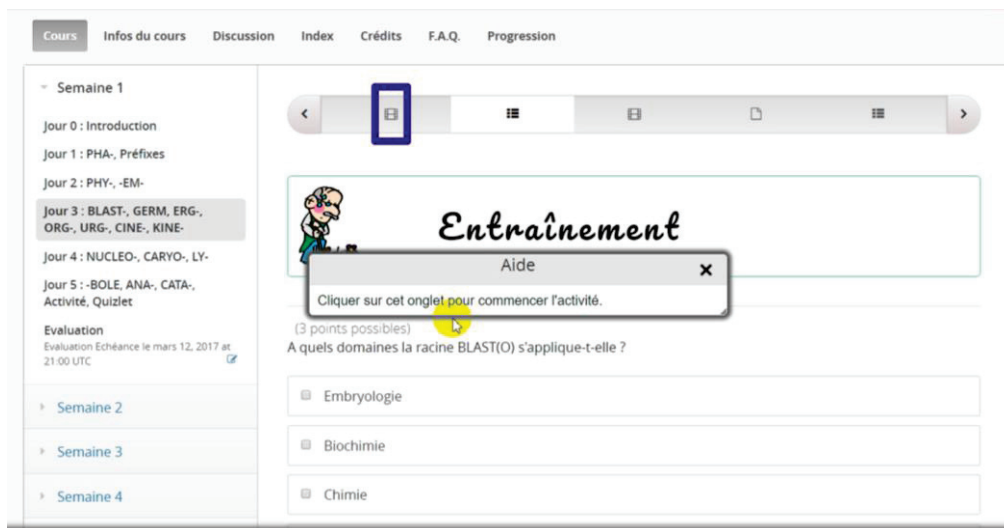 Cours Infos du cours Discussion Index Crédits F.A.Q. Progression
Semaine 1
Jour 0 : Introduction
Jour 1 : PHA-, Préfixes
Jour 2 : PHY-, -EM-
Jour 3 : BLAST-, GERM, ERG-,
ORG-, URG-, CINE-, KINE-
Jour 4 : NUCLEO-, CARYO-, LY-
Jour 5 : -BOLE, ANA-, CATA-,
Activité, Quizlet
Evaluation
Evaluation Echéance le mars 12, 2017 at
21:00 UTC
Semaine 2
Semaine 3
Semaine 4
Entraînement
Aide
Cliquer sur cet onglet pour commencer l'activité.
(3 points possibles)
A quels domaines la racine BLAST(O) s'applique-t-elle ?
Embryologie
Biochimie
Chimie